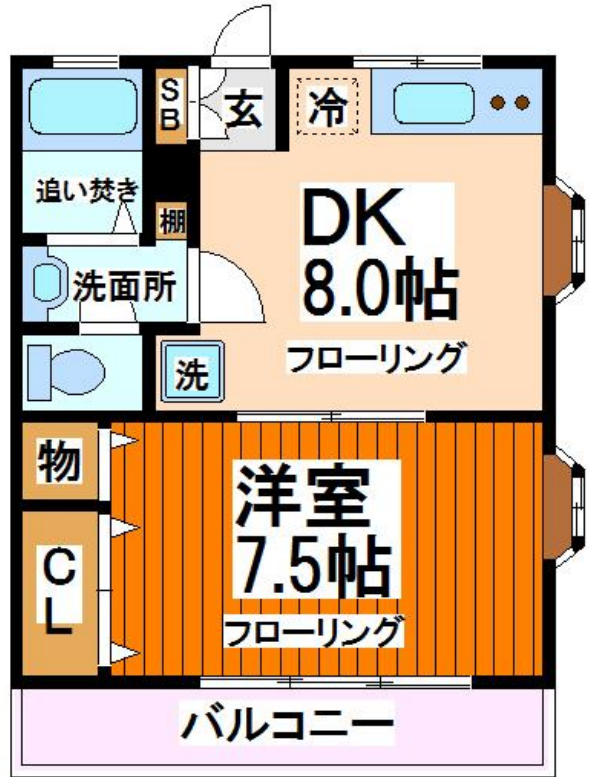 SB
玄
冷
追い焚き
棚
DK
8.0帖
フローリング
洗面所
洗
物
洋室
7.5帖
フローリング
CL
バルコニー